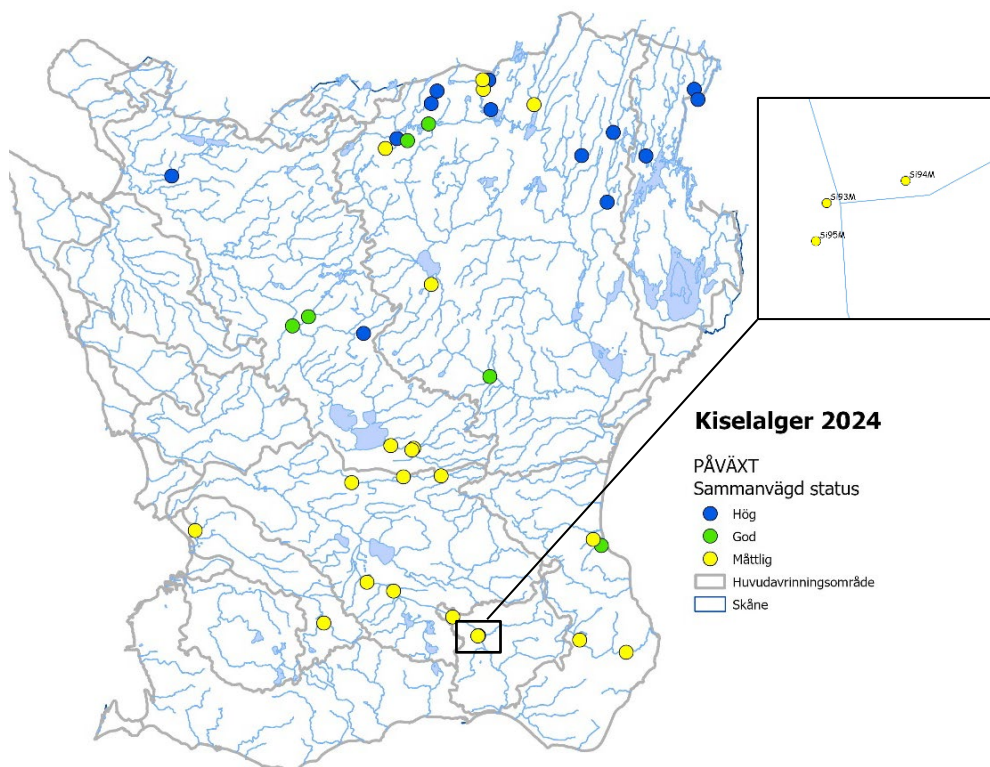 Si94M
Si93M
Si95M
Kiselalger 2024
PÅVÄXT
Sammanvägd status
Hög
God
Måttlig
Huvudavrinningsområde
Skåne